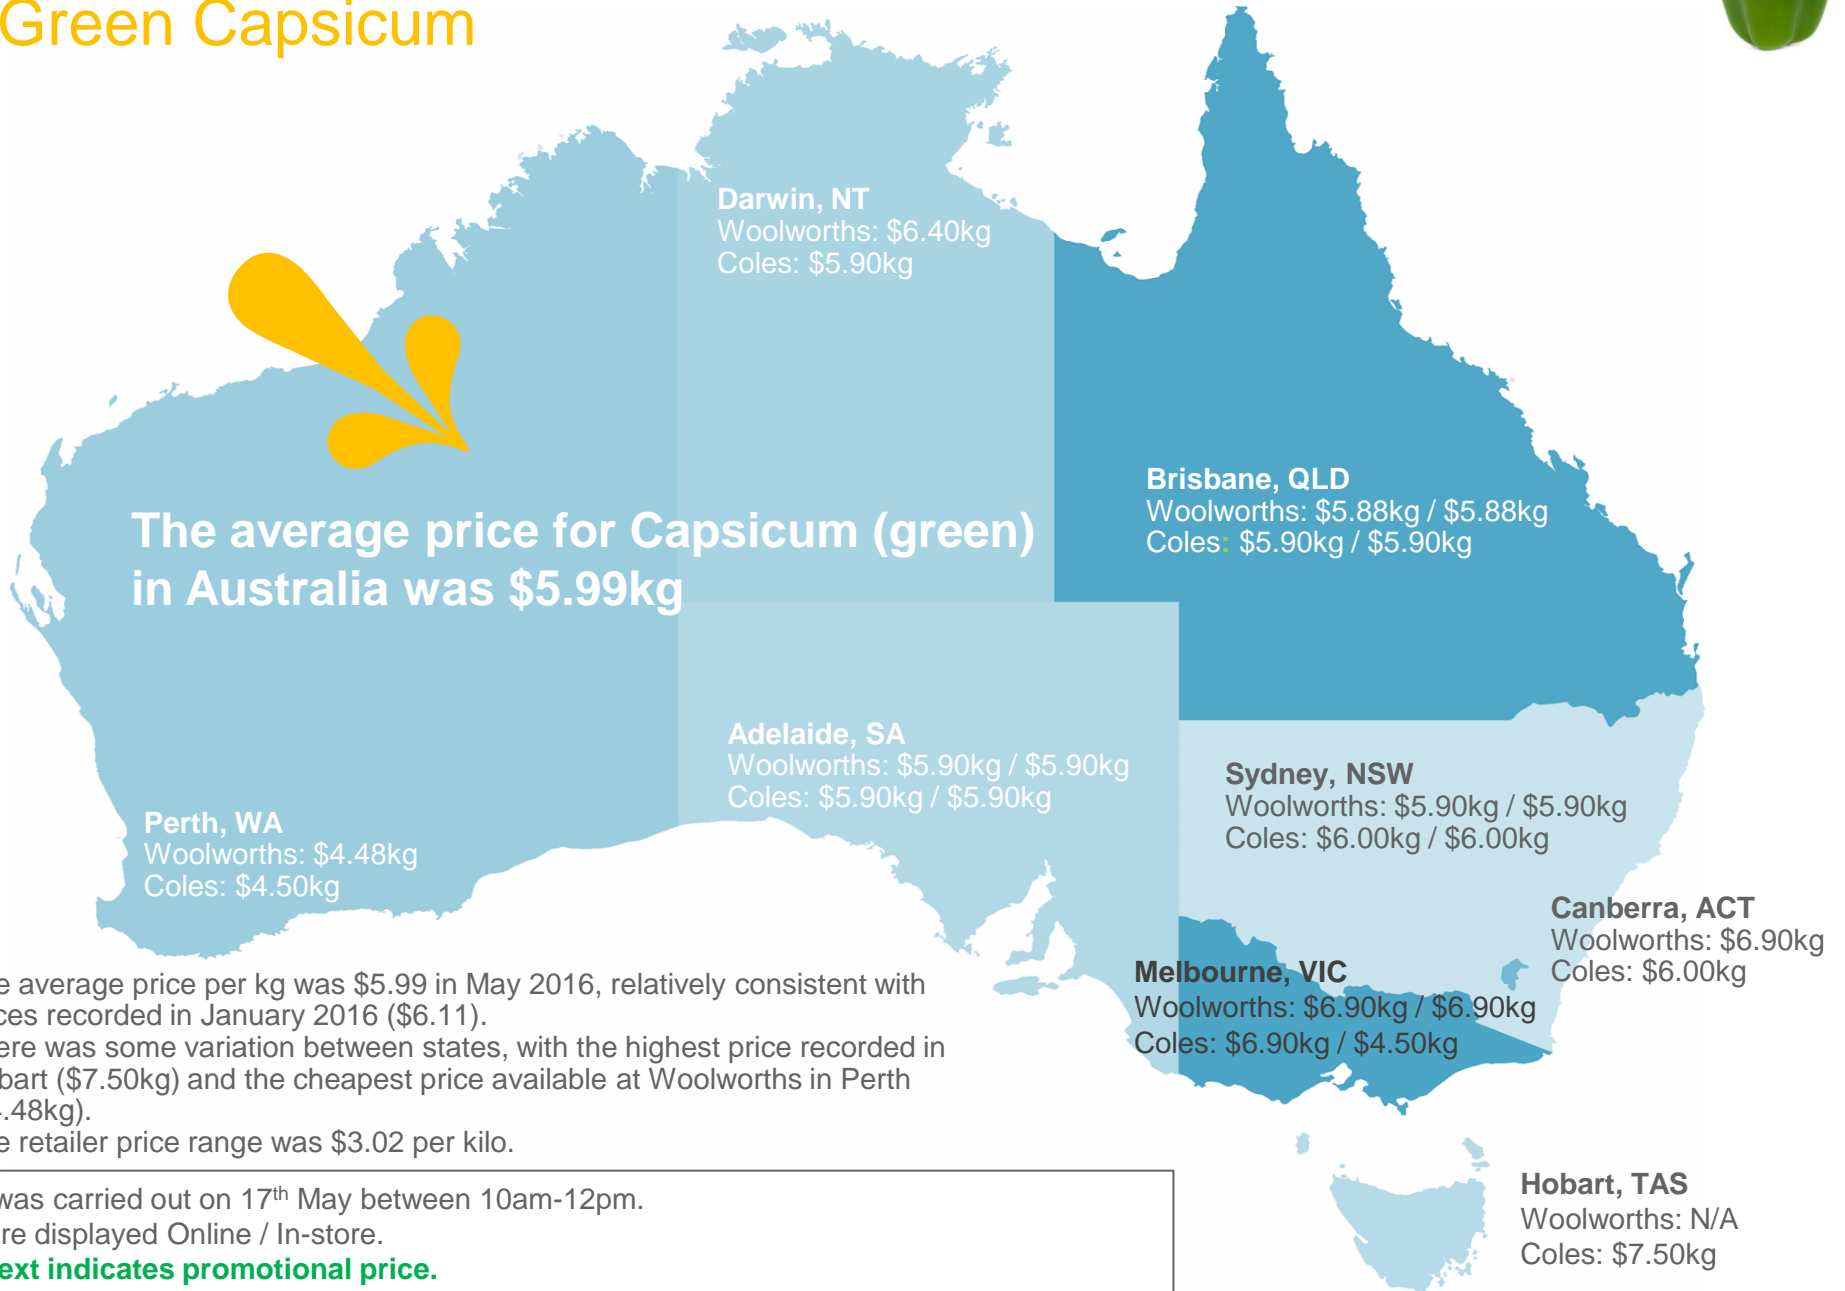 Green Capsicum
Darwin, NT
Woolworths: $6.40kg
Coles: $5.90kg
Brisbane, QLD
Woolworths: $5.88kg / $5.88kg
Coles: $5.90kg / $5.90kg
The average price for Capsicum (green)
in Australia was $5.99kg
Adelaide, SA
Woolworths: $5.90kg / $5.90kg
Coles: $5.90kg / $5.90kg
Sydney, NSW
Woolworths: $5.90kg / $5.90kg
Coles: $6.00kg / $6.00kg
Perth, WA
Woolworths: $4.48kg
Coles: $4.50kg
Canberra, ACT
Woolworths: $6.90kg
Coles: $6.00kg
Melbourne, VIC
Woolworths: $6.90kg / $6.90kg
Coles: $6.90kg / $4.50kg
e average price per kg was $5.99 in May 2016, relatively consistent with
ces recorded in January 2016 ($6.11).
ere was some variation between states, with the highest price recorded in
bart ($7.50kg) and the cheapest price available at Woolworths in Perth
.48kg).
e retailer price range was $3.02 per kilo.
was carried out on 17th May between 10am-12pm.
re displayed Online / In-store.
ext indicates promotional price.
Hobart, TAS
Woolworths: N/A
Coles: $7.50kg